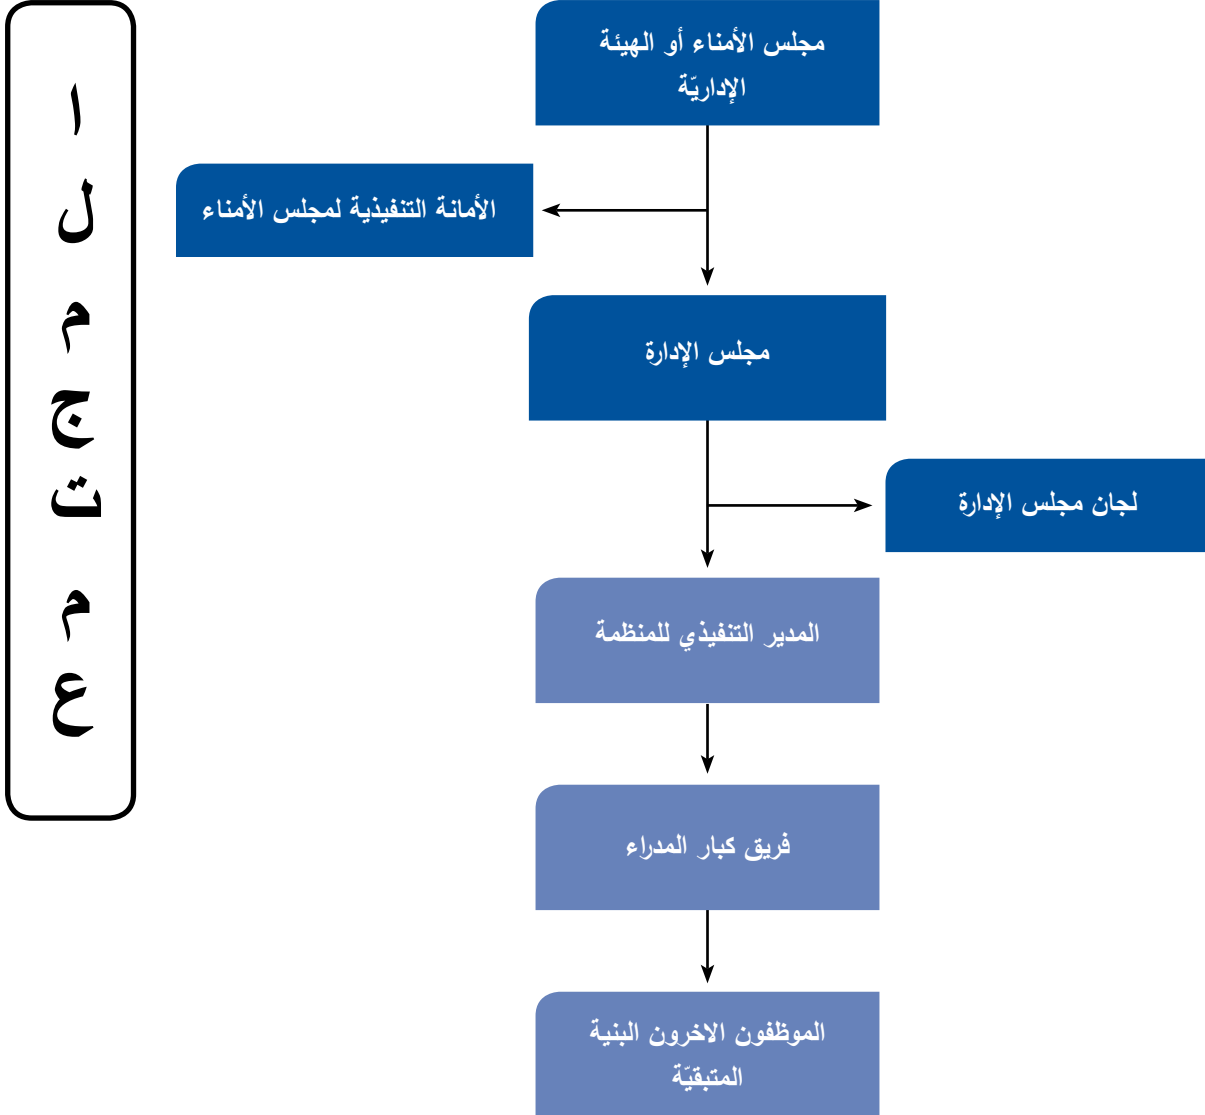 مجلس الأمناء أو الهيئة
الإداريّة
الأمانة التنفيذية لمجلس الأمناء
مجلس الإدارة
لجان مجلس الإدارة
المدير التنفيذي للمنظمة
فريق كبار المدراء
الموظفون الاخرون البنية
المتبقيّة
ا
ل
م
ج
ت
م
ع